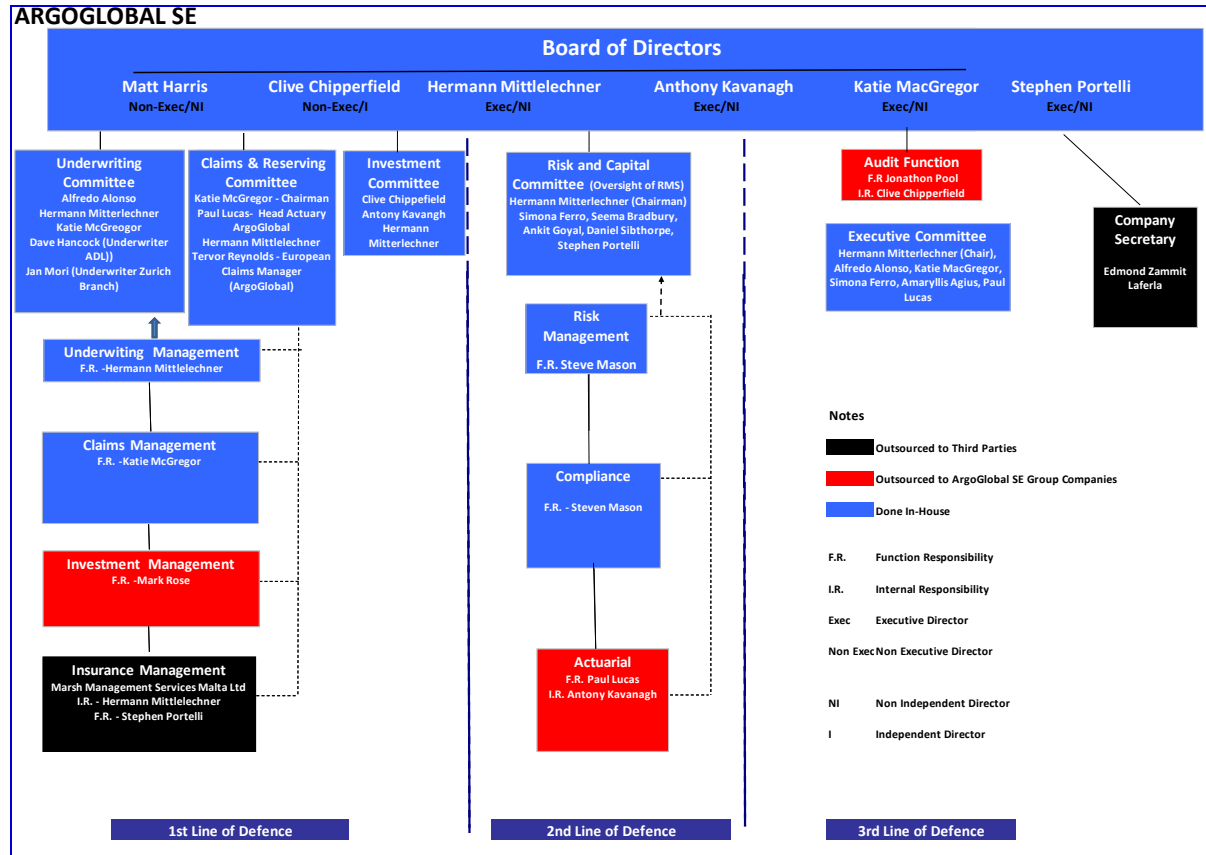 ARGOGLOBAL SE
Board of Directors
Matt Harris
Non-Exec/NI
Clive Chipperfield
Non-Exec/I
Hermann Mittlelechner
Exec/NI
Anthony Kavanagh
Exec/NI
Katie MacGregor
Exec/NI
Stephen Portelli
Exec/NI
Underwriting
Committee
Alfredo Alonso
Hermann Mitterlechner
Katie McGreogor
Dave Hancock (Underwriter
ADL))
Jan Mori (Underwriter Zurich
Branch)
Claims & Reserving
Committee
Katie McGregor - Chairman
Paul Lucas- Head Actuary
ArgoGlobal
Hermann Mittlelechner
Tervor Reynolds - European
Claims Manager
(ArgoGlobal)
Investment
Committee
Clive Chippefield
Antony Kavangh
Hermann
Mitterlechner
Underwiting Management
F.R. -Hermann Mittlelechner
Claims Management
F.R. -Katie McGregor
Investment Management
F.R. -Mark Rose
Insurance Management
Marsh Management Services Malta Ltd
I.R. - Hermann Mittlelechner
F.R. - Stephen Portelli
1st Line of Defence
Risk and Capital
Committee (Oversight of RMS)
Hermann Mitterlechner (Chairman)
Simona Ferro, Seema Bradbury,
Ankit Goyal, Daniel Sibthorpe,
Stephen Portelli
Risk
Management
F.R. Steve Mason
Compliance
F.R. - Steven Mason
Actuarial
F.R. Paul Lucas
I.R. Antony Kavanagh
2nd Line of Defence
Audit Function
F.R Jonathon Pool
I.R. Clive Chipperfield
Executive Committee
Hermann Mitterlechner (Chair),
Alfredo Alonso, Katie MacGregor,
Simona Ferro, Amaryllis Agius, Paul
Lucas
Company
Secretary
Edmond Zammit
Laferla
Notes
Outsourced to Third Parties
Outsourced to ArgoGlobal SE Group Companies
Done In-House
F.R. Function Responsibility
I.R. Internal Responsibility
Exec Executive Director
Non Exec Non Executive Director
NI Non Independent Director
I Independent Director
3rd Line of Defence